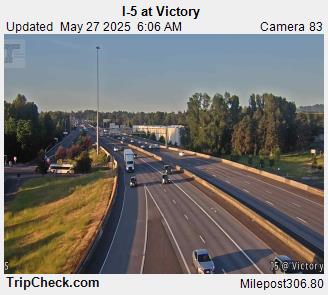 I-5 at Victory
Updated May 27 2025 6:06 AM Camera 83
S I5 @ Victory
TripCheck.com Milepost306.80